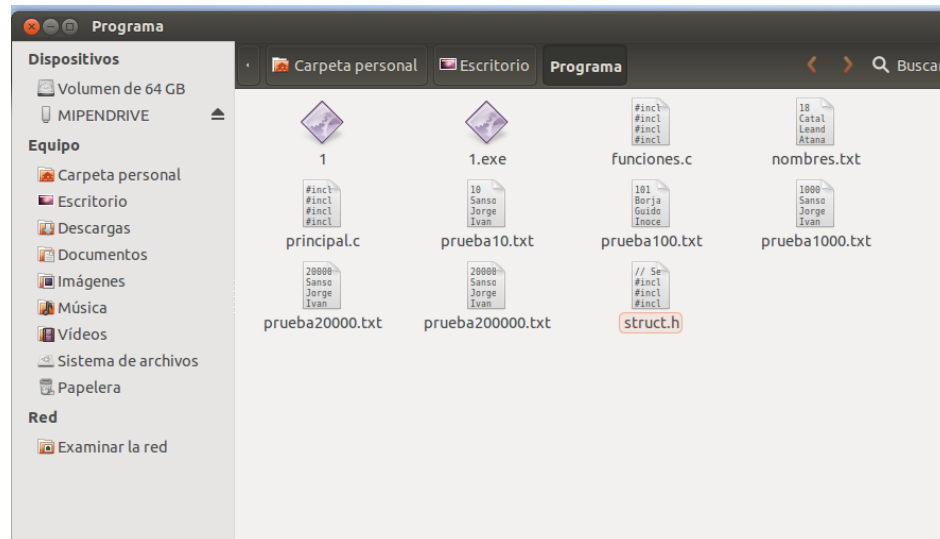 Programa
Dispositivos
Volumen de 64 GB
MIPENDRIVE
Equipo
Carpeta personal
Escritorio
Descargas
Documentos
Imágenes
Música
Vídeos
Sistema de archivos
Papelera
Red
Examinar la red
Carpeta personal Escritorio Programa Buscar
1
1.exe
#incl
#incl
#incl
#incl
funciones.c
18
Catal
Leand
Atana
nombres.txt
#incl
#incl
#incl
#incl
principal.c
10
Sanso
Jorge
Ivan
prueba10.txt
101
Borja
Guido
Inoce
prueba100.txt
1000
Sanso
Jorge
Ivan
prueba1000.txt
20000
Sanso
Jorge
Ivan
prueba20000.txt
20000
Sanso
Jorge
Ivan
prueba200000.txt
// Se
#incl
#incl
#incl
struct.h